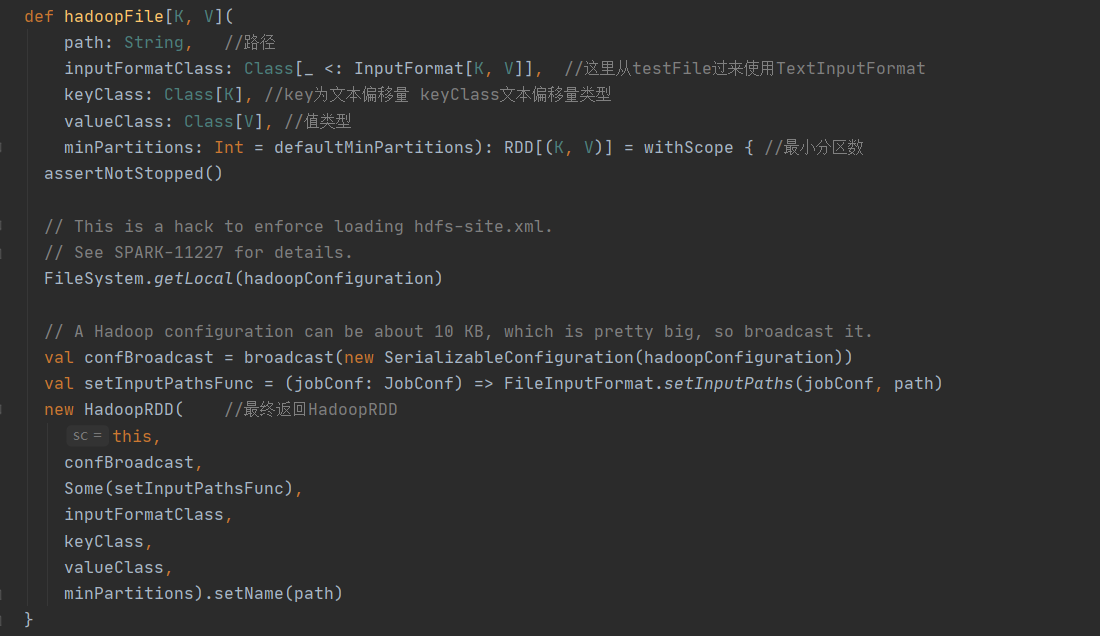 def hadoopFile[K, V](
path: String, //路径
inputFormatClass: Class[_ <: InputFormat[K, V]], //这里从testFile过来使用TextInputFormat
keyClass: Class[K], //key为文本偏移量 keyClass文本偏移量类型
valueClass: Class[V], //值类型
minPartitions: Int = defaultMinPartitions): RDD[(K, V)] = withScope { //最小分区数
assertNotStopped()
// This is a hack to enforce loading hdfs-site.xml.
// See SPARK-11227 for details.
FileSystem.getLocal(hadoopConfiguration)
// A Hadoop configuration can be about 10 KB, which is pretty big, so broadcast it.
val confBroadcast = broadcast(new SerializableConfiguration(hadoopConfiguration))
val setInputPathsFunc = (jobConf: JobConf) => FileInputFormat.setInputPaths(jobConf, path)
new HadoopRDD( //最终返回HadoopRDD
sc = this,
confBroadcast,
Some(setInputPathsFunc),
inputFormatClass,
keyClass,
valueClass,
minPartitions).setName(path)
}